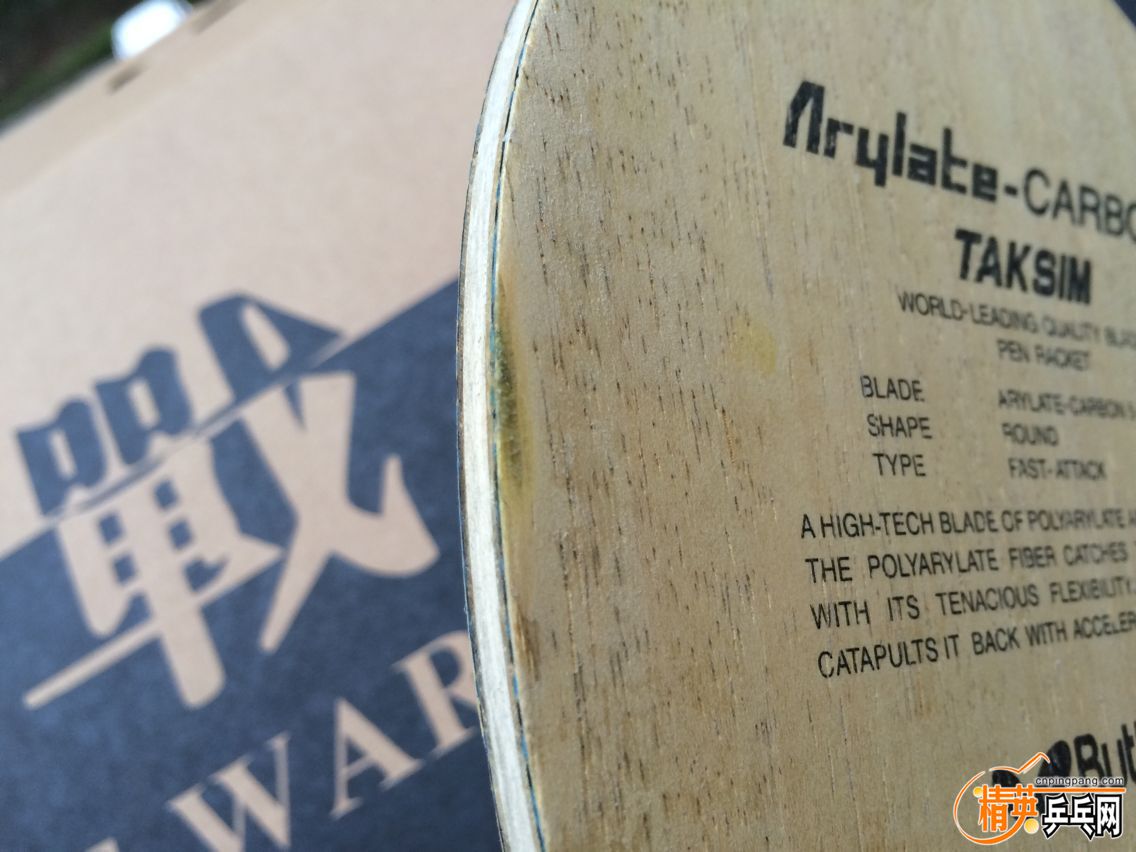 戰
WAR
Arylate-CARBO
TAKSIM
WORLD-LEADING QUALITY BLA
PEN RACKET
BLADE ARYLATE-CARBON
SHAPE ROUND
TYPE FAST-ATTACK
A HIGH-TECH BLADE OF POLYARYLATE A
THE POLYARYLATE FIBER CATCHES
WITH ITS TENACIOUS FLEXIBILITY
CATAPULTS IT BACK WITH ACCELER
Butt
cnpingpang.com
精英乒乓网